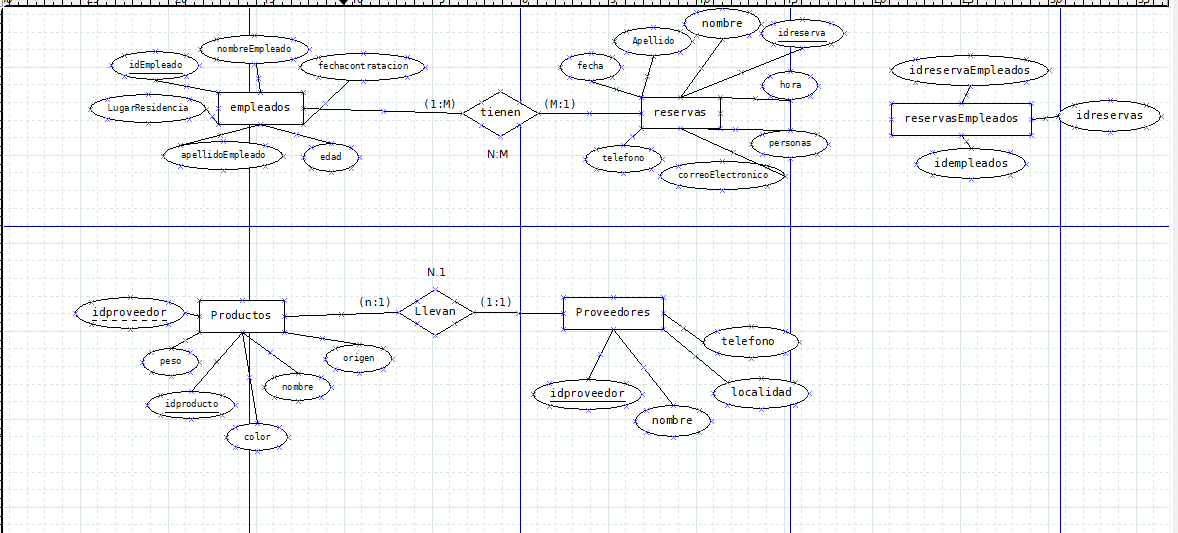 nombre
idreserva
Apellido
nombreEmpleado
idEmpleado
fechacontratacion
fecha
hora
idreservaEmpleados
LugarResidencia
empleados
(1:M)
tienen
(M:1)
reservas
reservasEmpleados
idreservas
N:M
apellidoEmpleado
edad
telefono
personas
correoElectronico
idempleados
N.1
idproveedor
Productos
(n:1)
Llevan
(1:1)
Proveedores
telefono
peso
origen
nombre
idproducto
color
idproveedor
localidad
nombre